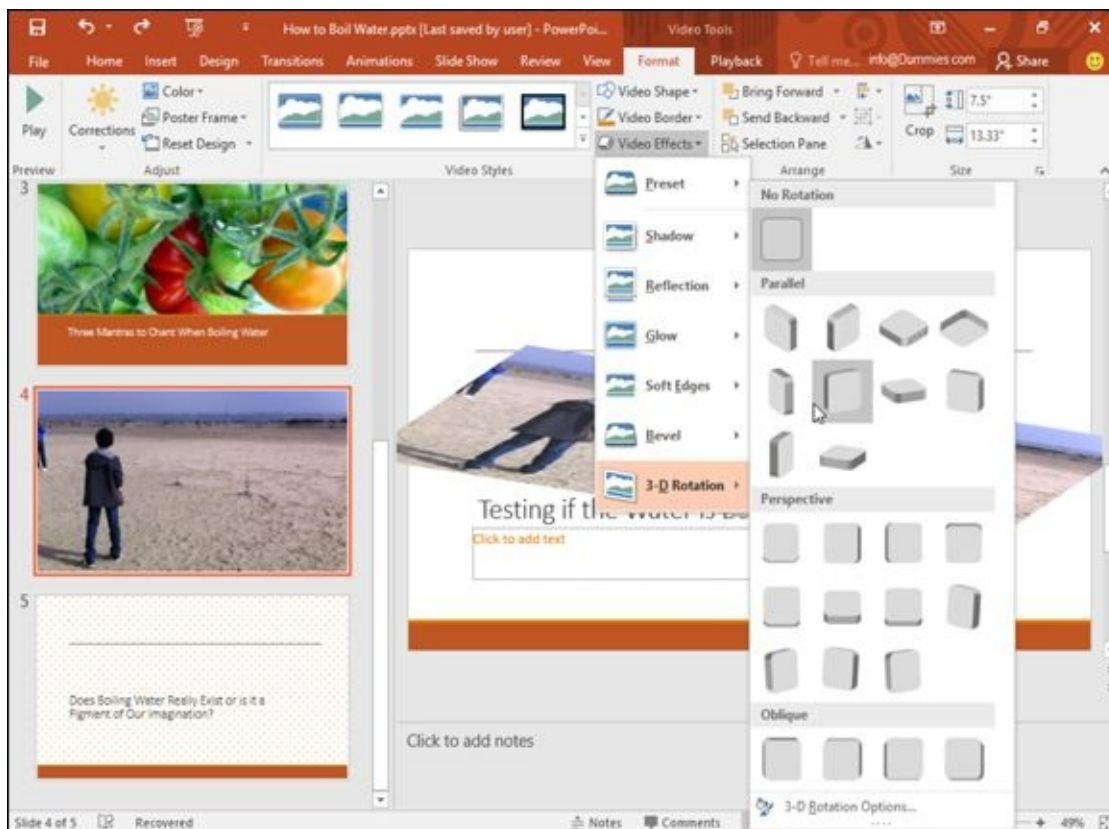 How to Boil Water.pptx [Last saved by user] - PowerPoi...
Video Tools
File Home Insert Design Transitions Animations Slide Show Review View Format Playback Tell me... info@Dummies.com Share
Play
Corrections
Color
Poster Frame
Reset Design
Video Shape
Video Border
Video Effects
Bring Forward
Send Backward
Selection Pane
Crop
7.5"
13.33"
Preview Adjust Video Styles Arrange Size
3
Three Mantras to Chant When Boiling Water
4
5
Does Boiling Water Really Exist or is it a
Figment of Our Imagination?
Preset
Shadow
Reflection
Glow
Soft Edges
Bevel
3-D Rotation
No Rotation
Parallel
Perspective
Oblique
3-D Rotation Options...
Testing if the Water is
Click to add text
Click to add notes
Slide 4 of 5 Recovered Notes Comments 49%